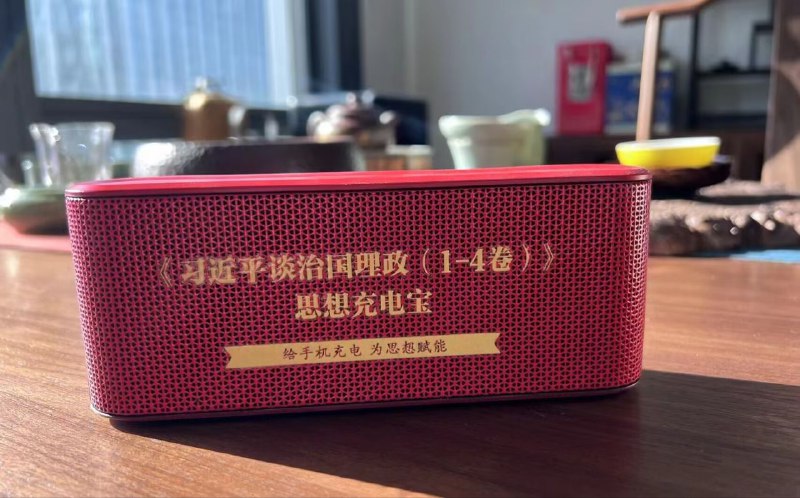 《习近平谈治国理政（1-4卷）》
思想充电宝
给手机充电 为思想赋能